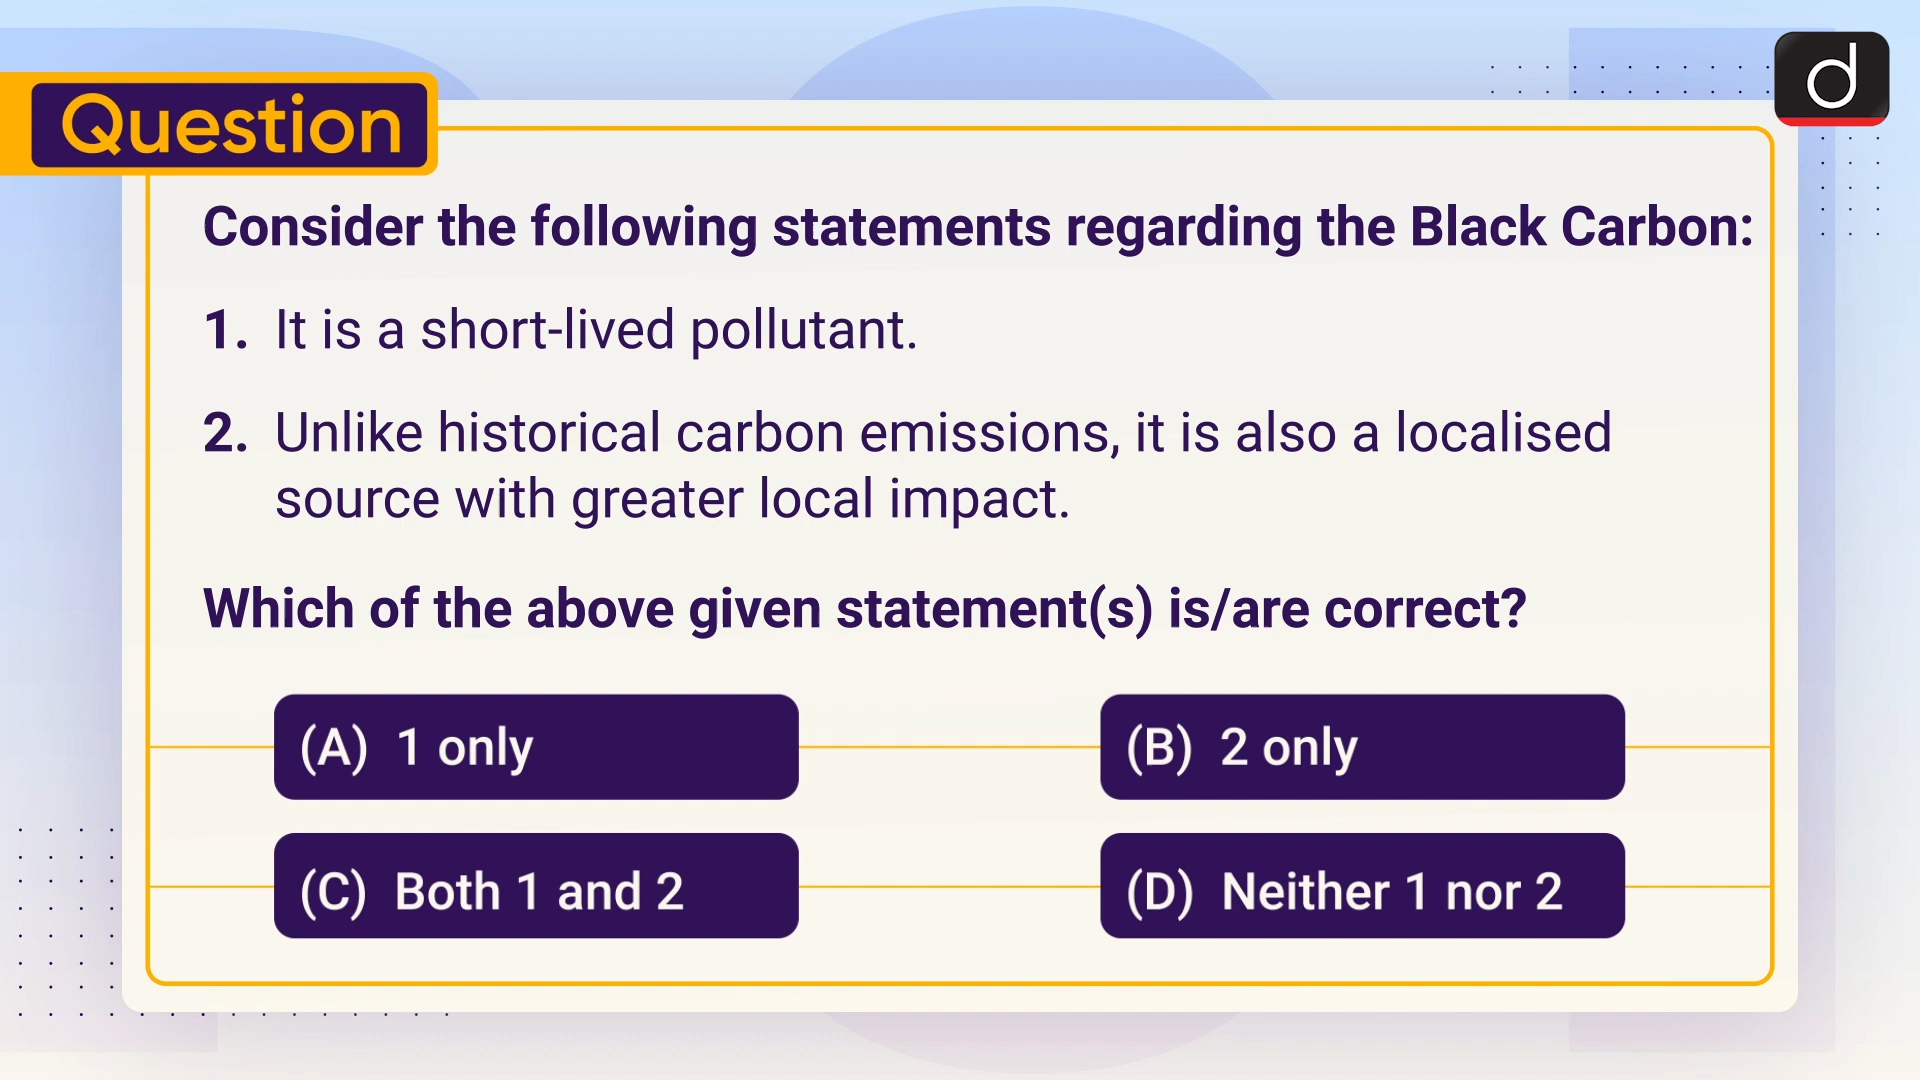 Question
Consider the following statements regarding the Black Carbon:
1. It is a short-lived pollutant.
2. Unlike historical carbon emissions, it is also a localised
source with greater local impact.
Which of the above given statement(s) is/are correct?
(A) 1 only
(B) 2 only
(C) Both 1 and 2
(D) Neither 1 nor 2
d